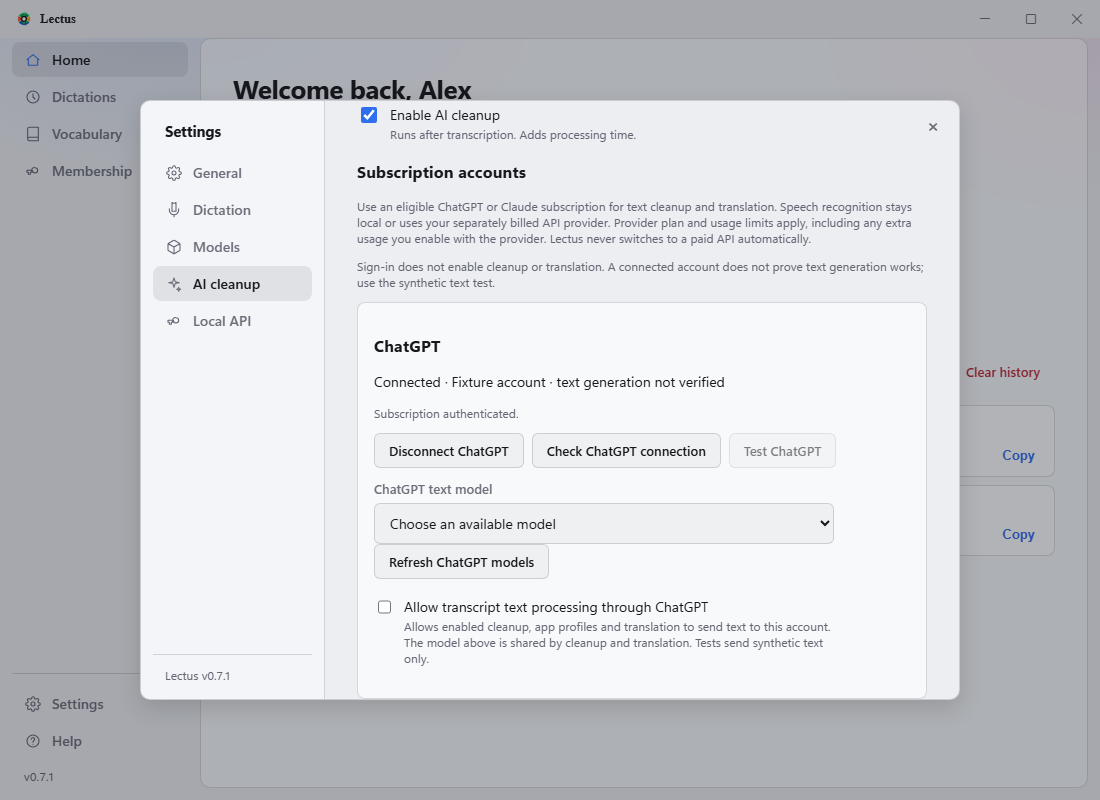 Lectus
Home
Dictations
Vocabulary
Membership
Settings
Help
v0.7.1
Welcome back, Alex
Clear history
Copy
Copy
Settings
General
Dictation
Models
AI cleanup
Local API
Lectus v0.7.1
Enable AI cleanup
Runs after transcription. Adds processing time.
Subscription accounts
Use an eligible ChatGPT or Claude subscription for text cleanup and translation. Speech recognition stays
local or uses your separately billed API provider. Provider plan and usage limits apply, including any extra
usage you enable with the provider. Lectus never switches to a paid API automatically.
Sign-in does not enable cleanup or translation. A connected account does not prove text generation works;
use the synthetic text test.
ChatGPT
Connected · Fixture account · text generation not verified
Subscription authenticated.
Disconnect ChatGPT
Check ChatGPT connection
Test ChatGPT
ChatGPT text model
Choose an available model
Refresh ChatGPT models
Allow transcript text processing through ChatGPT
Allows enabled cleanup, app profiles and translation to send text to this account.
The model above is shared by cleanup and translation. Tests send synthetic text
only.